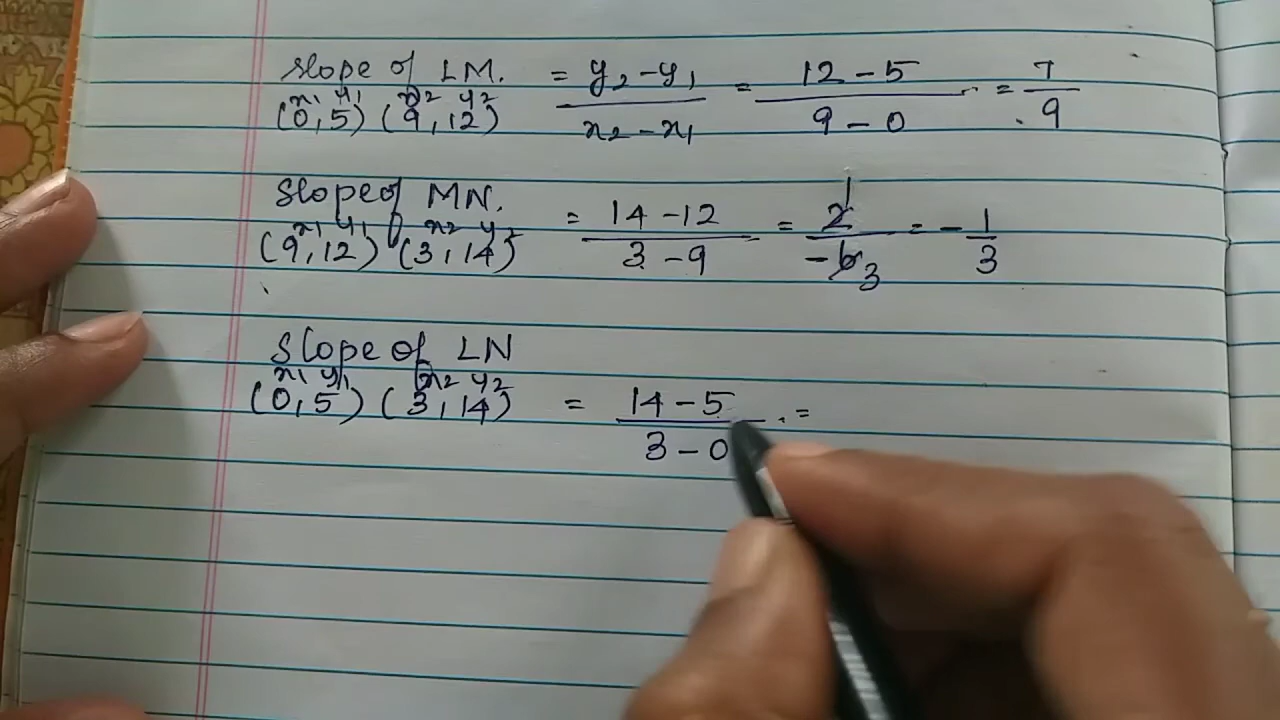 Slope of LM. = y2 - y1 / x2 - x1 = 12 - 5 / 9 - 0 = 7 / 9
x1 y1 x2 y2
(0,5) (9,12)
Slope of MN. = 14 - 12 / 3 - 9 = 2 1 / -6 3 = - 1 / 3
x1 y1 x2 y2
(9,12) (3,14)
Slope of LN
x1 y1 x2 y2
(0,5) (3,14) = 14 - 5 / 3 - 0 =